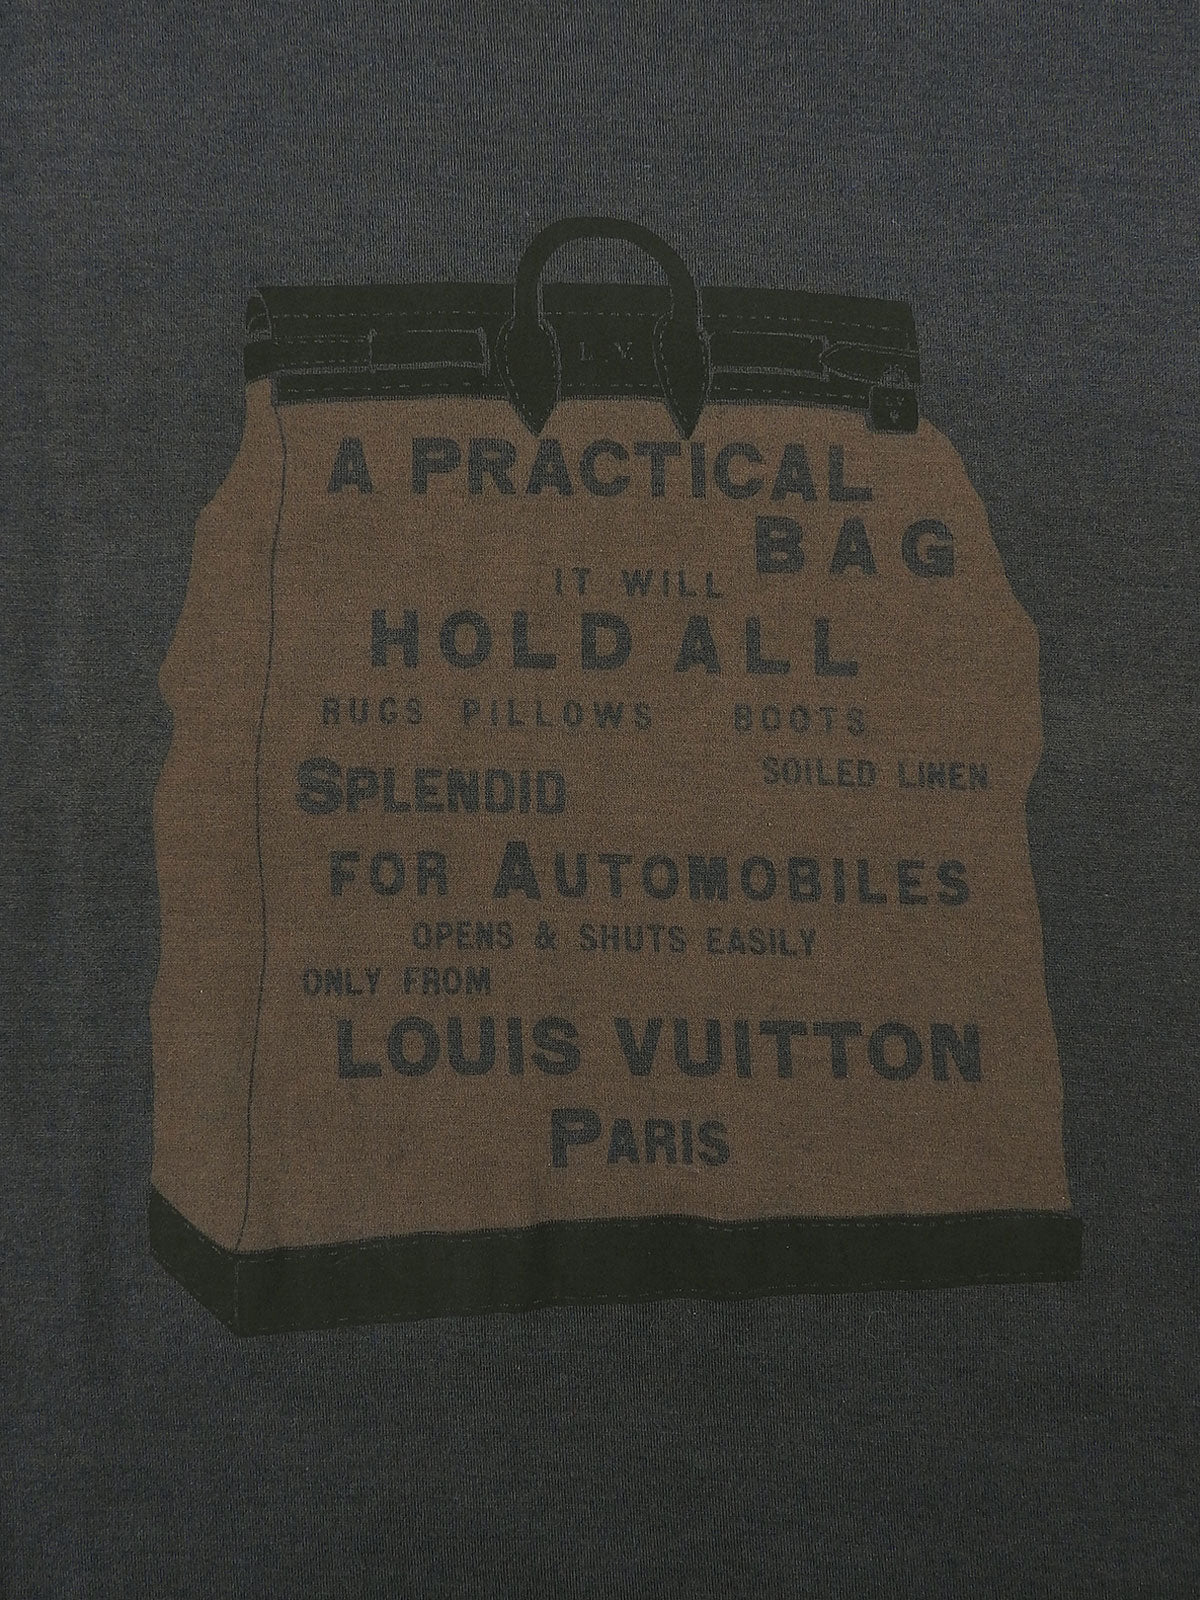 L.V.
LV
A PRACTICAL
BAG
IT WILL
HOLD ALL
RUGS PILLOWS BOOTS
SPLENDID SOILED LINEN
FOR AUTOMOBILES
OPENS & SHUTS EASILY
ONLY FROM
LOUIS VUITTON
PARIS